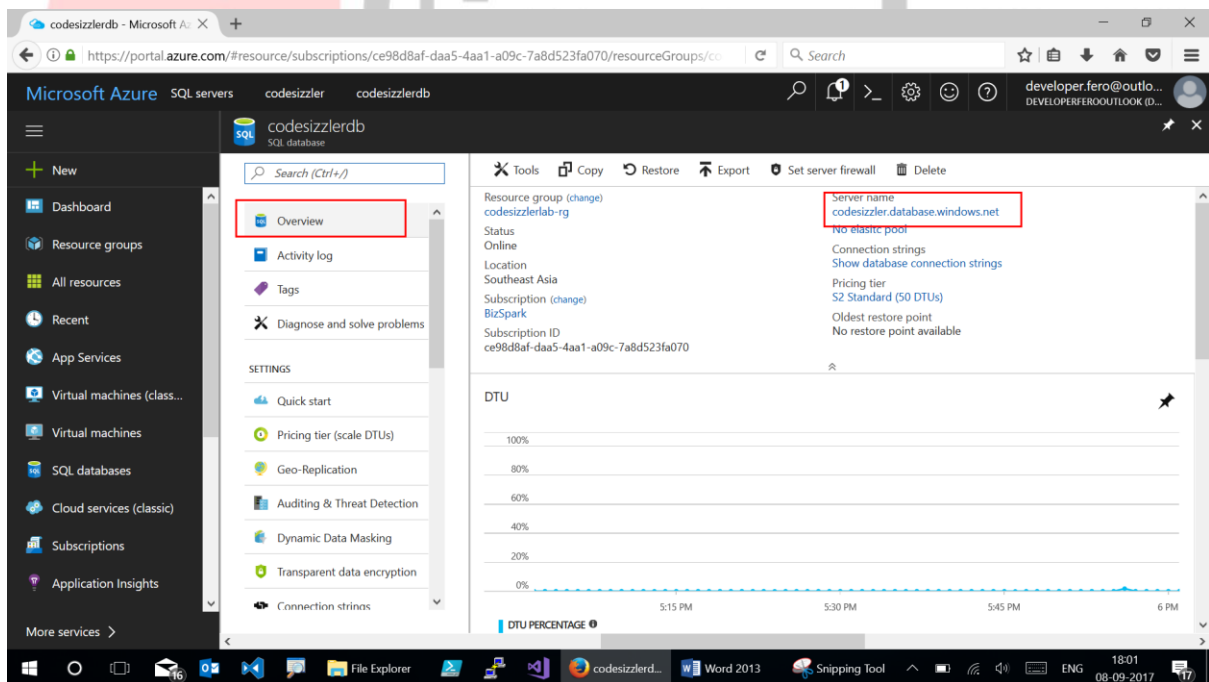 codesizzlerdb - Microsoft Az
https://portal.azure.com/#resource/subscriptions/ce98d8af-daa5-4aa1-a09c-7a8d523fa070/resourceGroups/co
Search
Microsoft Azure SQL servers codesizzler codesizzlerdb
1
developer.fero@outlo...
DEVELOPERFEROOUTLOOK (D...
SQL
codesizzlerdb
SQL database
New
Dashboard
Resource groups
All resources
Recent
App Services
Virtual machines (class...
Virtual machines
SQL databases
Cloud services (classic)
Subscriptions
Application Insights
More services >
Search (Ctrl+/)
Overview
Activity log
Tags
Diagnose and solve problems
SETTINGS
Quick start
Pricing tier (scale DTUs)
Geo-Replication
Auditing & Threat Detection
Dynamic Data Masking
Transparent data encryption
Connection strings
Tools Copy Restore Export Set server firewall Delete
Resource group (change)
codesizzlerlab-rg
Status
Online
Location
Southeast Asia
Subscription (change)
BizSpark
Subscription ID
ce98d8af-daa5-4aa1-a09c-7a8d523fa070
Server name
codesizzler.database.windows.net
No elasitc pool
Connection strings
Show database connection strings
Pricing tier
S2 Standard (50 DTUs)
Oldest restore point
No restore point available
DTU
100%
80%
60%
40%
20%
0%
5:15 PM 5:30 PM 5:45 PM 6 PM
DTU PERCENTAGE
16
File Explorer
codesizzlerd...
Word 2013
Snipping Tool
ENG
18:01
08-09-2017
17